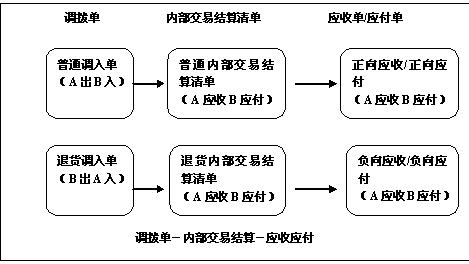 调拨单 内部交易结算清单 应收单/应付单
普通调入单
（A出B入）
普通内部交易结
算清单
（A应收B应付）
正向应收/正向应
付
（A应收B应付）
退货调入单
（B出A入）
退货内部交易结
算清单
（A应收B应付）
负向应收/负向应
付
（A应收B应付）
调拨单－内部交易结算－应收应付